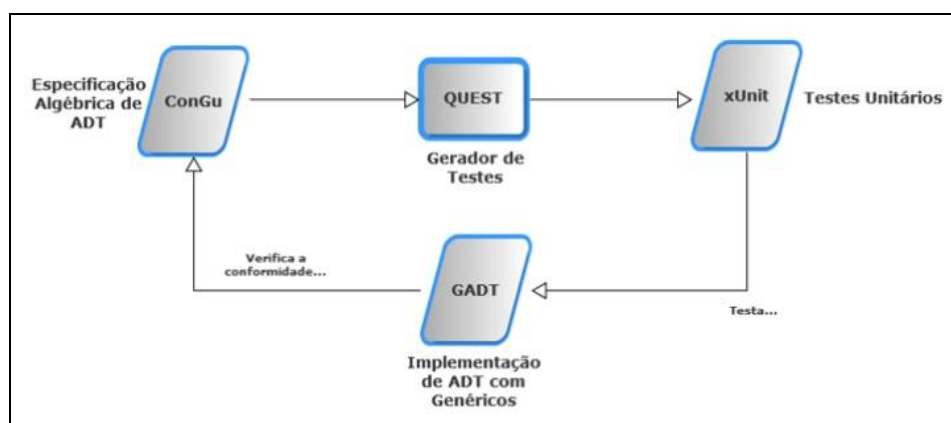 Especificação
Algébrica de
ADT
ConGu
QUEST
Gerador de
Testes
xUnit
Testes Unitários
Verifica a
conformidade...
GADT
Testa...
Implementação
de ADT com
Genéricos